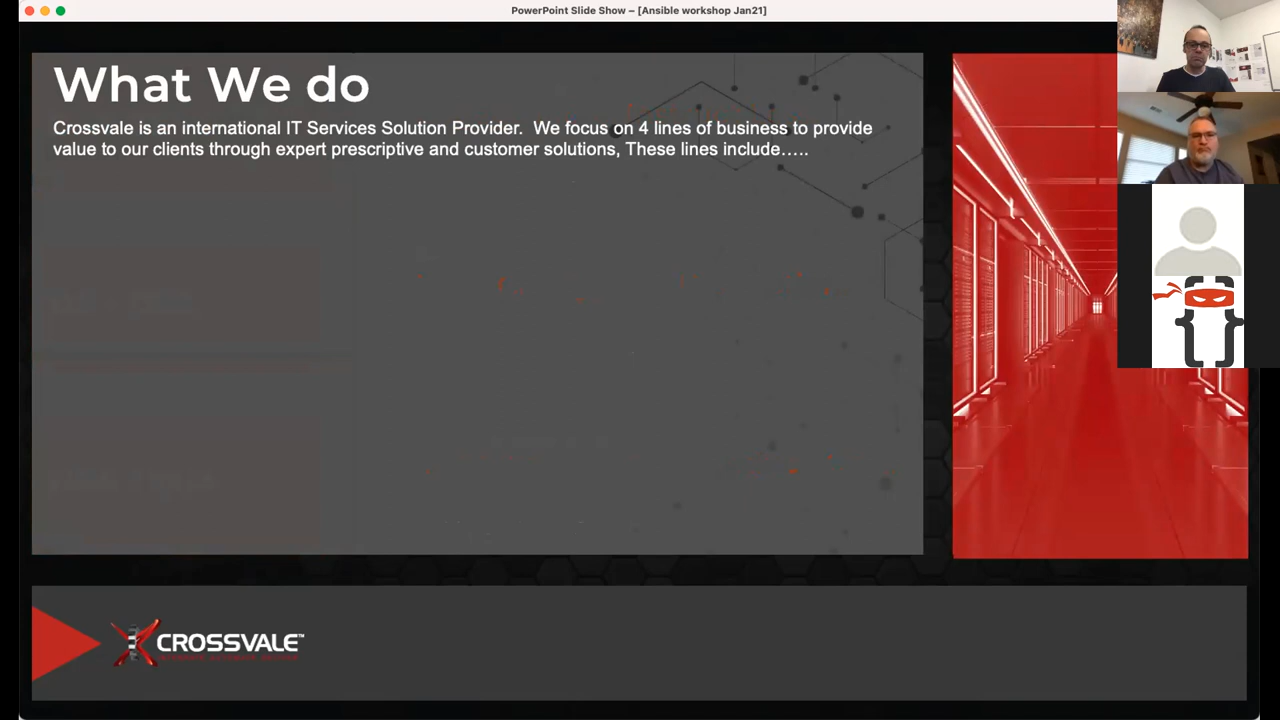 PowerPoint Slide Show – [Ansible workshop Jan21]
What We do
Crossvale is an international IT Services Solution Provider.  We focus on 4 lines of business to provide
value to our clients through expert prescriptive and customer solutions, These lines include…..
CROSSVALE™